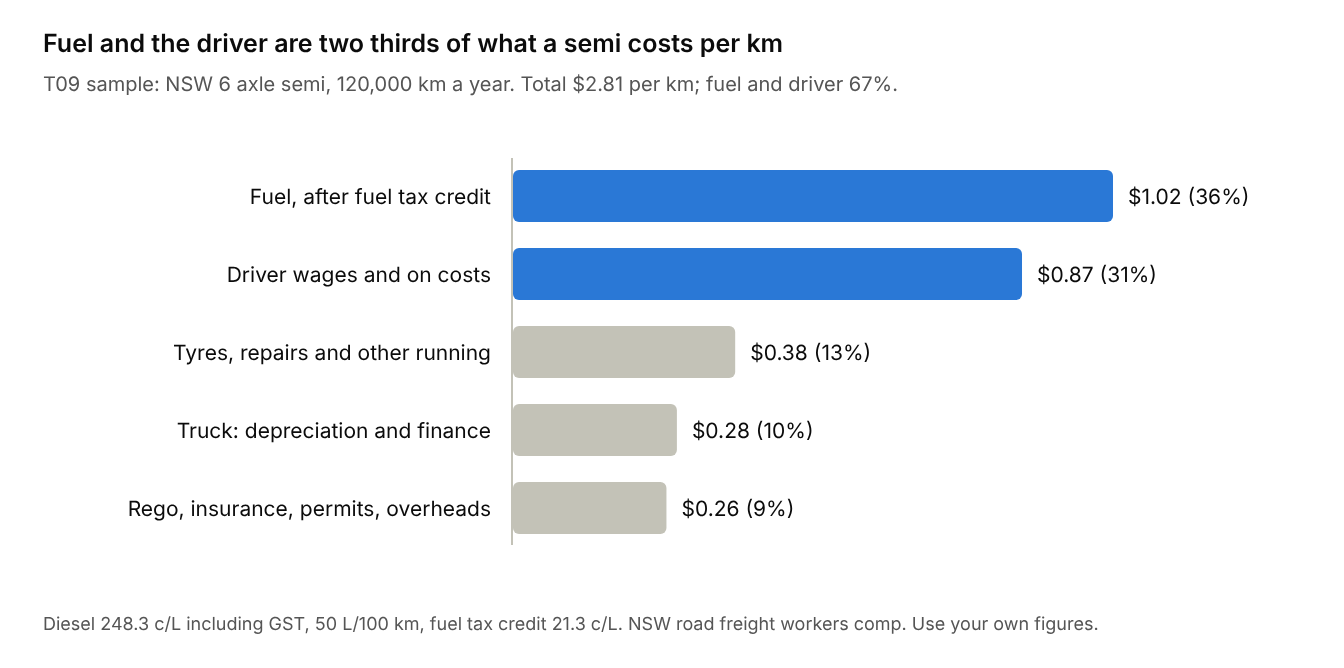 Fuel and the driver are two thirds of what a semi costs per km
T09 sample: NSW 6 axle semi, 120,000 km a year. Total $2.81 per km; fuel and driver 67%.
Fuel, after fuel tax credit $1.02 (36%)
Driver wages and on costs $0.87 (31%)
Tyres, repairs and other running $0.38 (13%)
Truck: depreciation and finance $0.28 (10%)
Rego, insurance, permits, overheads $0.26 (9%)
Diesel 248.3 c/L including GST, 50 L/100 km, fuel tax credit 21.3 c/L. NSW road freight workers comp. Use your own figures.